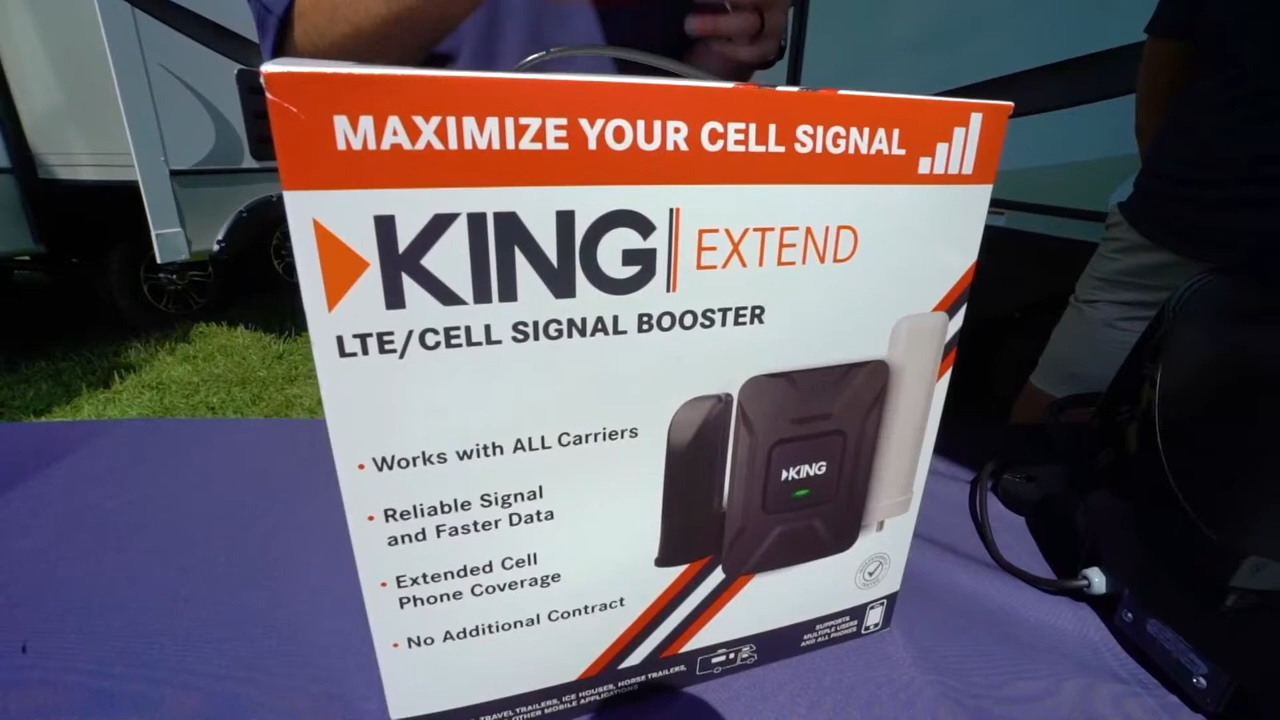 MAXIMIZE YOUR CELL SIGNAL
KING EXTEND
LTE/CELL SIGNAL BOOSTER
• Works with ALL Carriers
• Reliable Signal
and Faster Data
• Extended Cell
Phone Coverage
• No Additional Contract
KING
SUPPORTS
MULTIPLE USERS
AND ALL PHONES
TRAVEL TRAILERS, ICE HOUSES, HORSE TRAILERS,
OTHER MOBILE APPLICATIONS